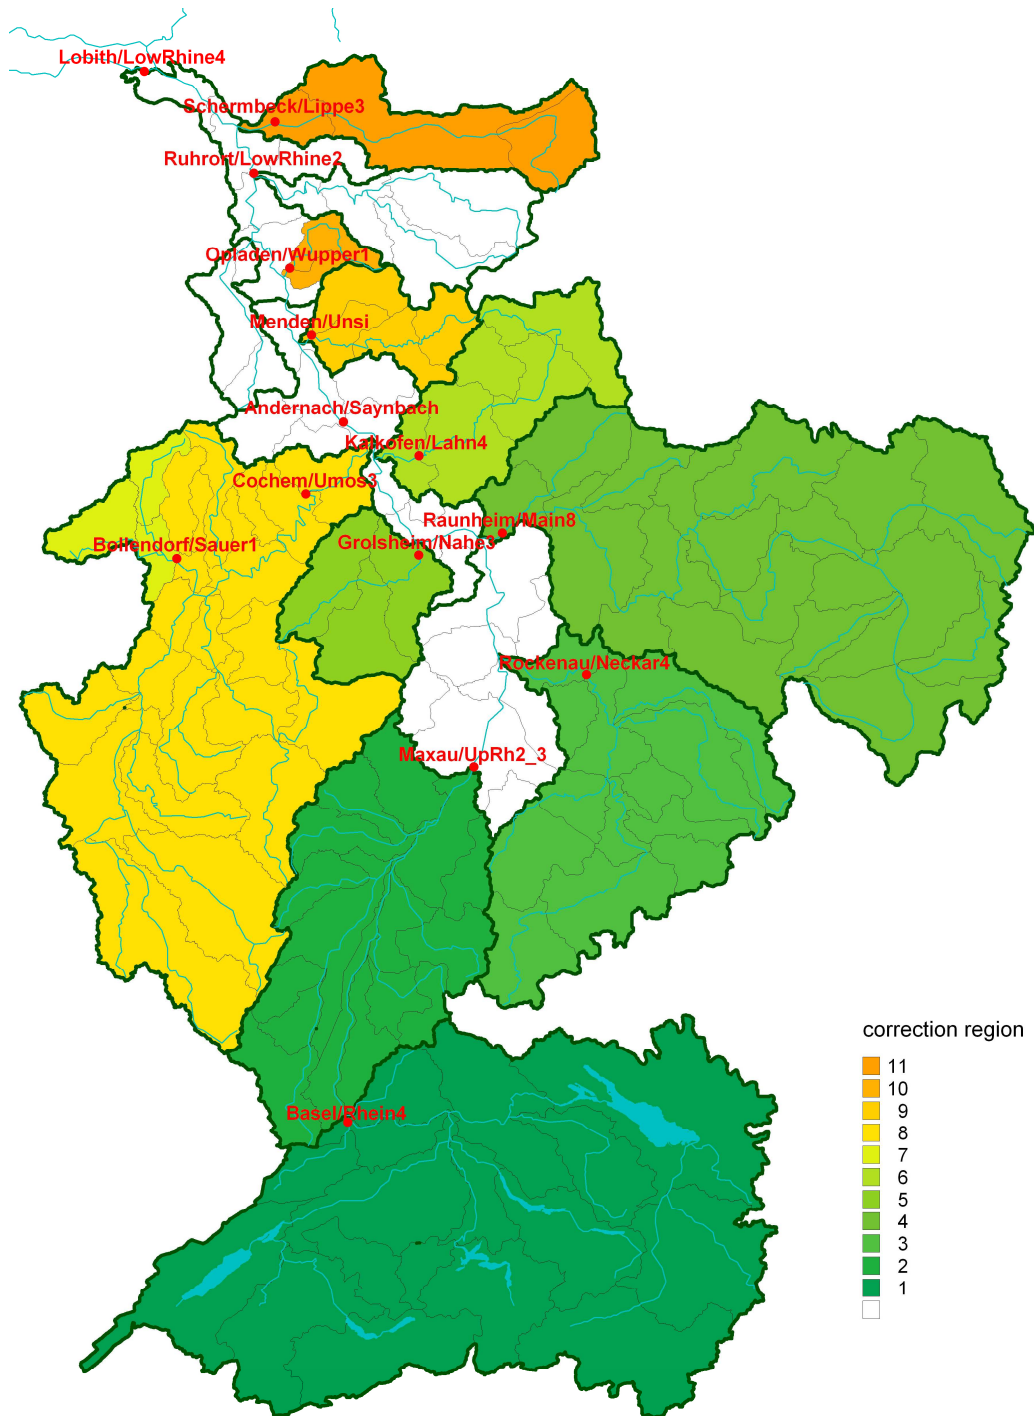 Lobith/LowRhine4
Schermbeck/Lippe3
Ruhrort/LowRhine2
Opladen/Wupper1
Menden/Unsi
Andernach/Saynbach
Kalkofen/Lahn4
Cochem/Umos3
Raunheim/Main8
Bollendorf/Sauer1
Grolsheim/Nahe3
Rockenau/Neckar4
Maxau/UpRh2_3
Basel/Rhein4
correction region
11
10
9
8
7
6
5
4
3
2
1